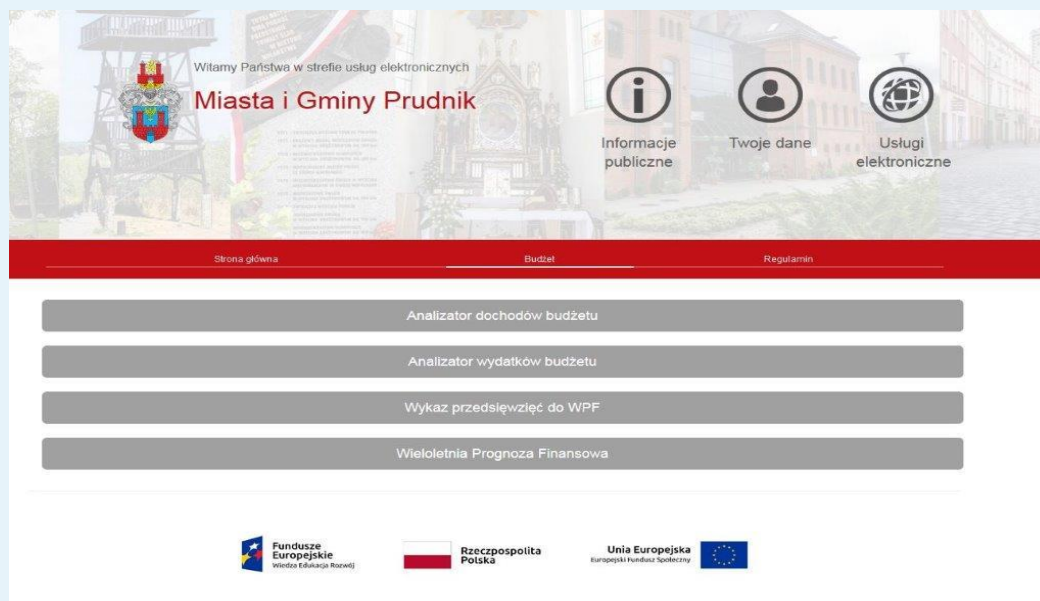 Witamy Państwa w strefie usług elektronicznych
Miasta i Gminy Prudnik
Informacje
publiczne
Twoje dane
Usługi
elektroniczne
Strona główna
Budżet
Regulamin
Analizator dochodów budżetu
Analizator wydatków budżetu
Wykaz przedsięwzięć do WPF
Wieloletnia Prognoza Finansowa
Fundusze
Europejskie
Wiedza Edukacja Rozwój
Rzeczpospolita
Polska
Unia Europejska
Europejski Fundusz Społeczny